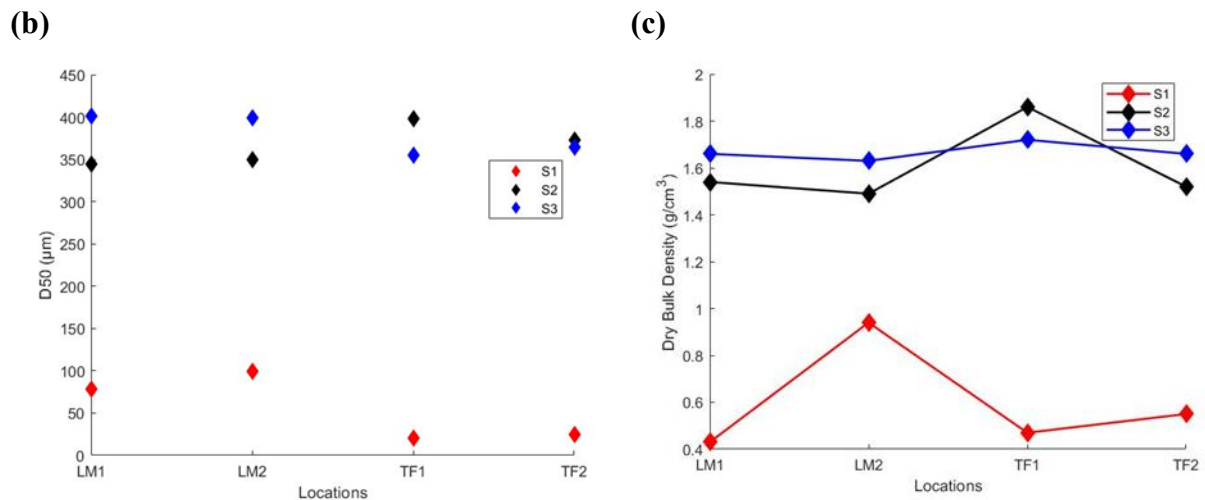 (b)
450
400
350
300
250
200
150
100
50
0
D50 (μm)
LM1 LM2 TF1 TF2
Locations
S1
S2
S3
(c)
2
1.8
1.6
1.4
1.2
1
0.8
0.6
0.4
Dry Bulk Density (g/cm³)
LM1 LM2 TF1 TF2
Locations
S1
S2
S3